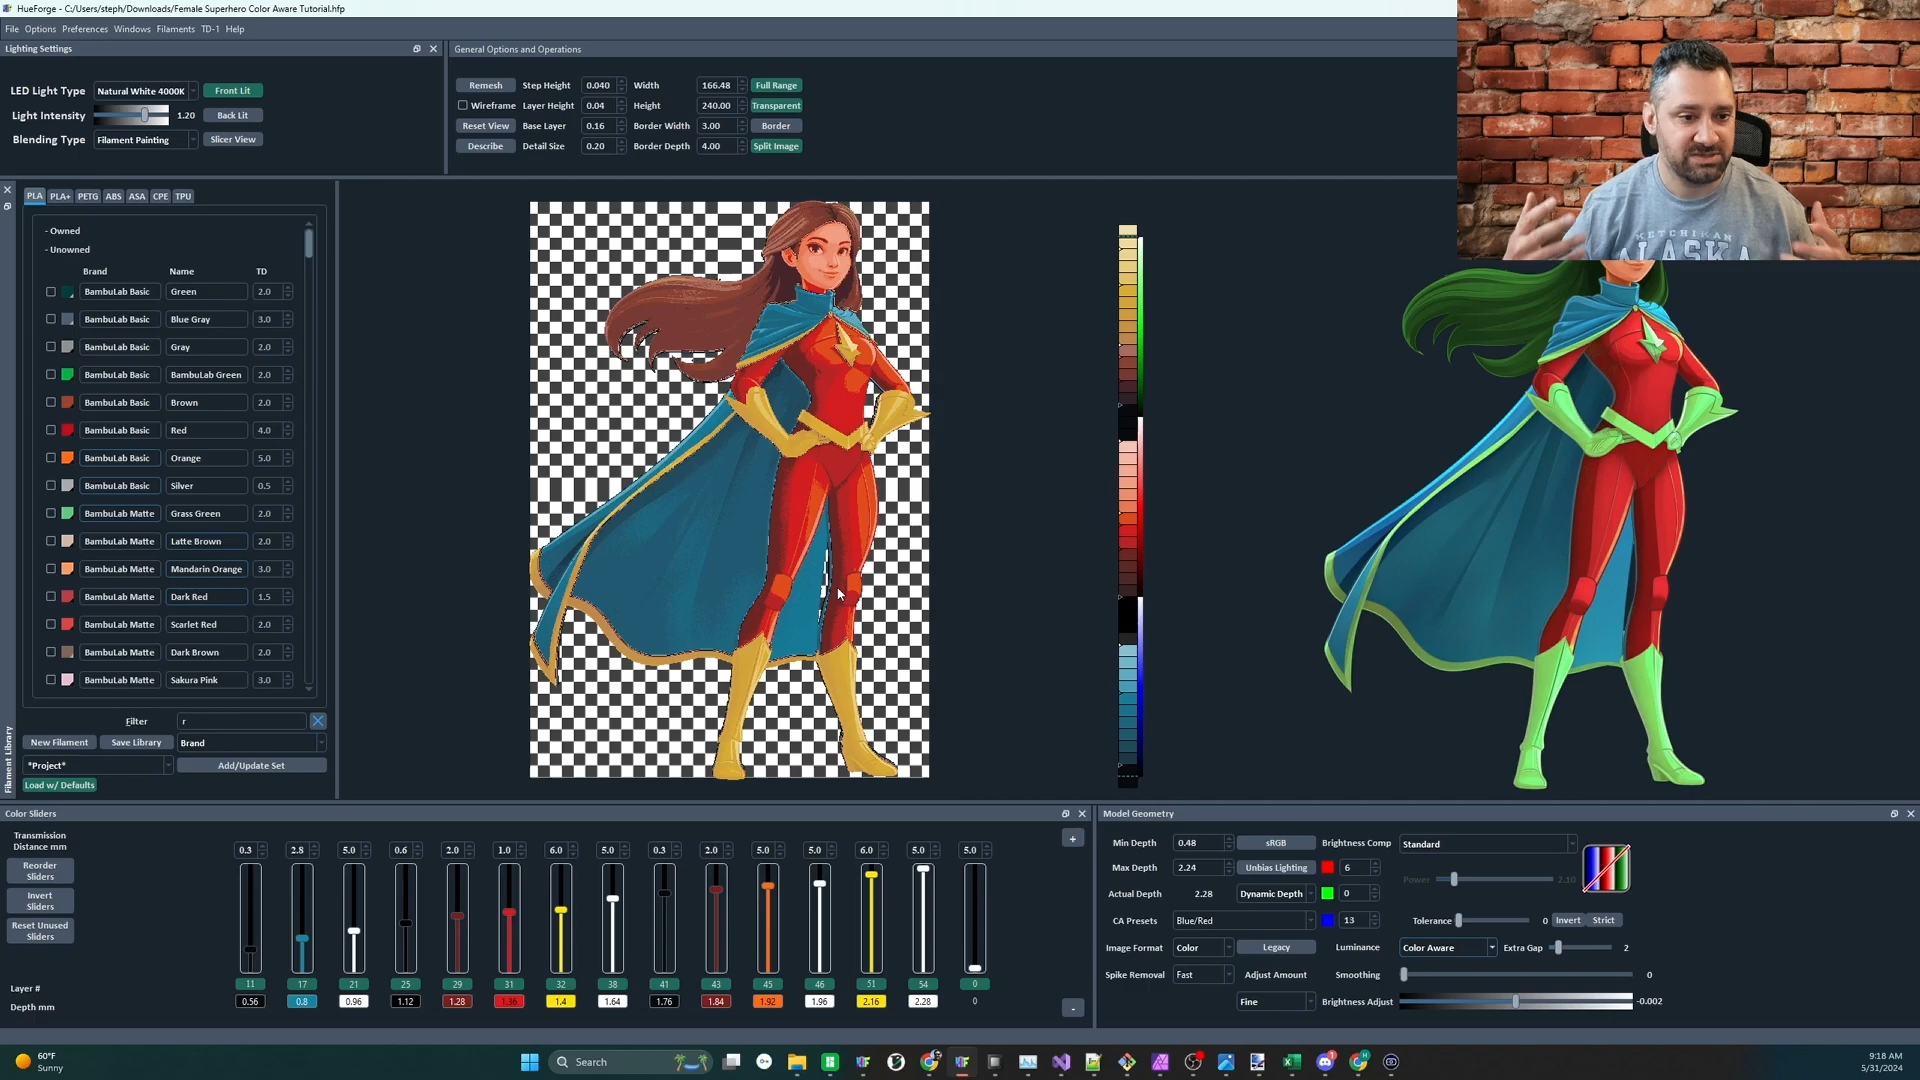 HueForge - C:/Users/steph/Downloads/Female Superhero Color Aware Tutorial.hfp
File Options Preferences Windows Filaments TD-1 Help
Lighting Settings
LED Light Type Natural White 4000K Front Lit
Light Intensity 1.20 Back Lit
Blending Type Filament Painting Slicer View
General Options and Operations
Remesh Step Height 0.040 Width 166.48 Full Range
Wireframe Layer Height 0.04 Height 240.00 Transparent
Reset View Base Layer 0.16 Border Width 3.00 Border
Describe Detail Size 0.20 Border Depth 4.00 Split Image
KETCHIKAN
ALASKA
PLA PLA+ PETG ABS ASA CPE TPU
- Owned
- Unowned
Brand Name TD
BambuLab Basic Green 2.0
BambuLab Basic Blue Gray 3.0
BambuLab Basic Gray 2.0
BambuLab Basic BambuLab Green 2.0
BambuLab Basic Brown 2.0
BambuLab Basic Red 4.0
BambuLab Basic Orange 5.0
BambuLab Basic Silver 0.5
BambuLab Matte Grass Green 2.0
BambuLab Matte Latte Brown 2.0
BambuLab Matte Mandarin Orange 3.0
BambuLab Matte Dark Red 1.5
BambuLab Matte Scarlet Red 2.0
BambuLab Matte Dark Brown 2.0
BambuLab Matte Sakura Pink 3.0
Filter r
New Filament Save Library Brand
*Project* Add/Update Set
Load w/ Defaults
Filament Library
Color Sliders
Transmission
Distance mm
0.3 2.8 5.0 0.6 2.0 1.0 6.0 5.0 0.3 2.0 5.0 5.0 6.0 5.0 5.0 +
Reorder
Sliders
Invert
Sliders
Reset Unused
Sliders
Layer # 11 17 21 25 29 31 32 38 41 43 45 46 51 54 0
Depth mm 0.56 0.8 0.96 1.12 1.28 1.36 1.4 1.64 1.76 1.84 1.92 1.96 2.16 2.28 0 -
Model Geometry
Min Depth 0.48 sRGB Brightness Comp Standard
Max Depth 2.24 Unbias Lighting 6 Power 2.10
Actual Depth 2.28 Dynamic Depth 0
CA Presets Blue/Red 13 Tolerance 0 Invert Strict
Image Format Color Legacy Luminance Color Aware Extra Gap 2
Spike Removal Fast Adjust Amount Smoothing 0
Fine Brightness Adjust -0.002
60°F
Sunny
Search
1
9:18 AM
5/31/2024